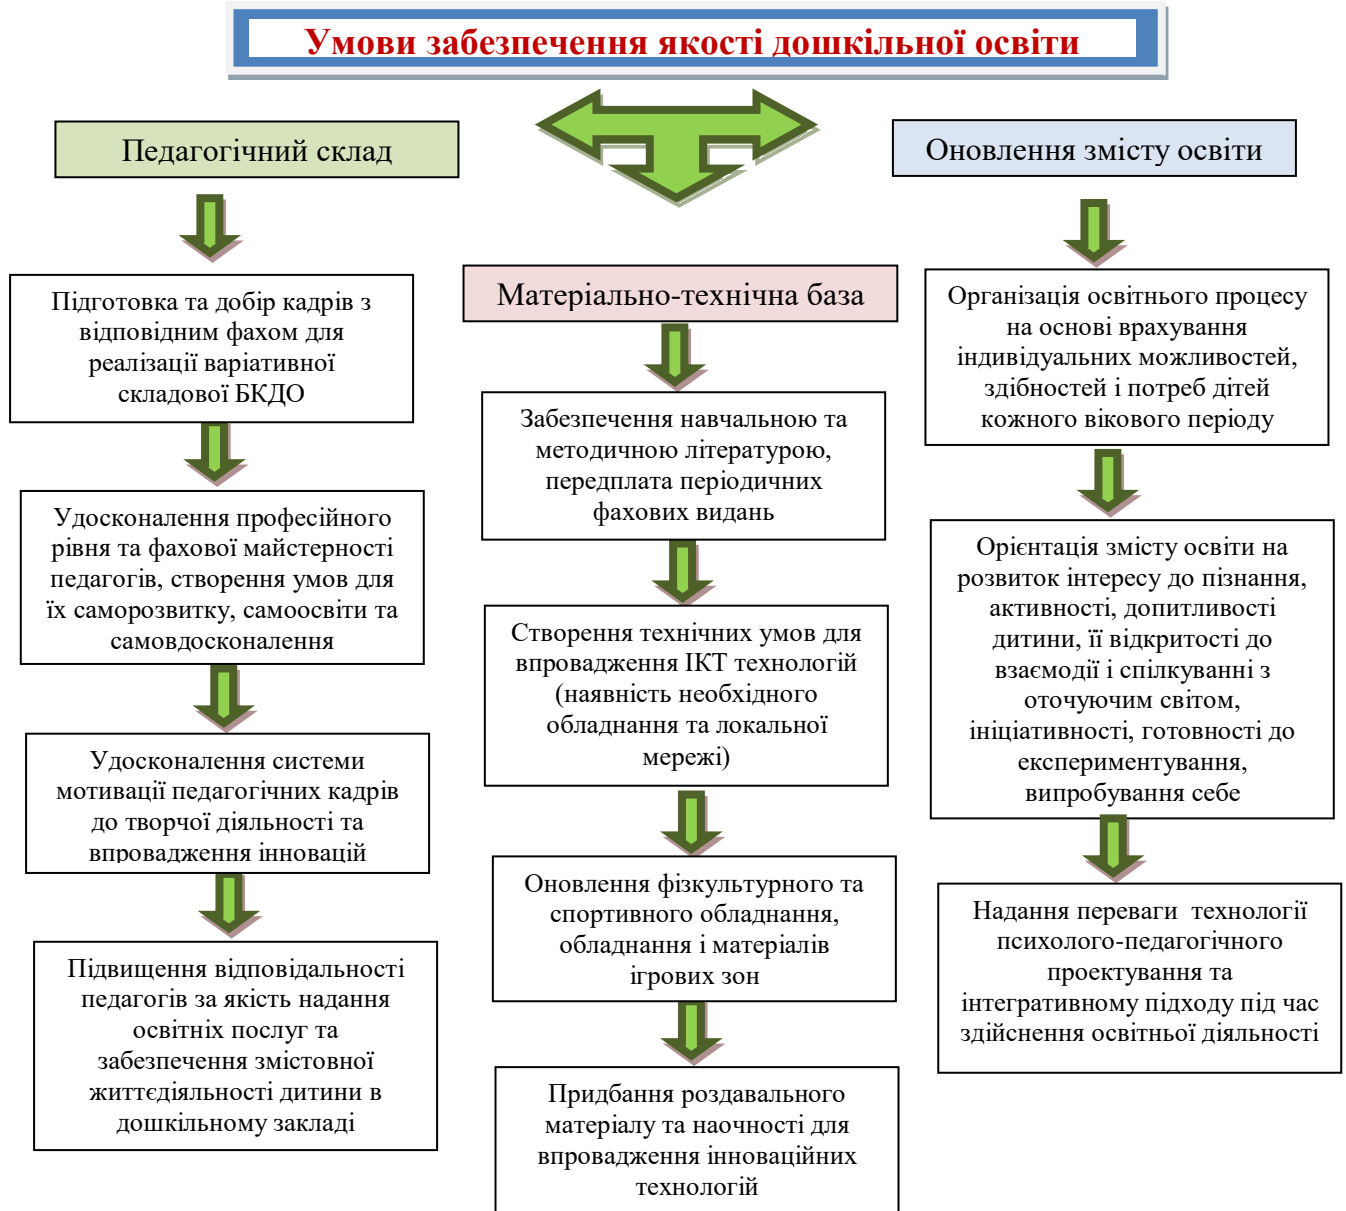 Умови забезпечення якості дошкільної освіти
Педагогічний склад
Підготовка та добір кадрів з
відповідним фахом для
реалізації варіативної
складової БКДО
Удосконалення професійного
рівня та фахової майстерності
педагогів, створення умов для
їх саморозвитку, самоосвіти та
самовдосконалення
Удосконалення системи
мотивації педагогічних кадрів
до творчої діяльності та
впровадження інновацій
Підвищення відповідальності
педагогів за якість надання
освітніх послуг та
забезпечення змістовної
життєдіяльності дитини в
дошкільному закладі
Матеріально-технічна база
Забезпечення навчальною та
методичною літературою,
передплата періодичних
фахових видань
Створення технічних умов для
впровадження ІКТ технологій
(наявність необхідного
обладнання та локальної
мережі)
Оновлення фізкультурного та
спортивного обладнання,
обладнання і матеріалів
ігрових зон
Придбання роздавального
матеріалу та наочності для
впровадження інноваційних
технологій
Оновлення змісту освіти
Організація освітнього процесу
на основі врахування
індивідуальних можливостей,
здібностей і потреб дітей
кожного вікового періоду
Орієнтація змісту освіти на
розвиток інтересу до пізнання,
активності, допитливості
дитини, її відкритості до
взаємодії і спілкуванні з
оточуючим світом,
ініціативності, готовності до
експериментування,
випробування себе
Надання переваги технології
психолого-педагогічного
проектування та
інтегративному підходу під час
здійснення освітньої діяльності